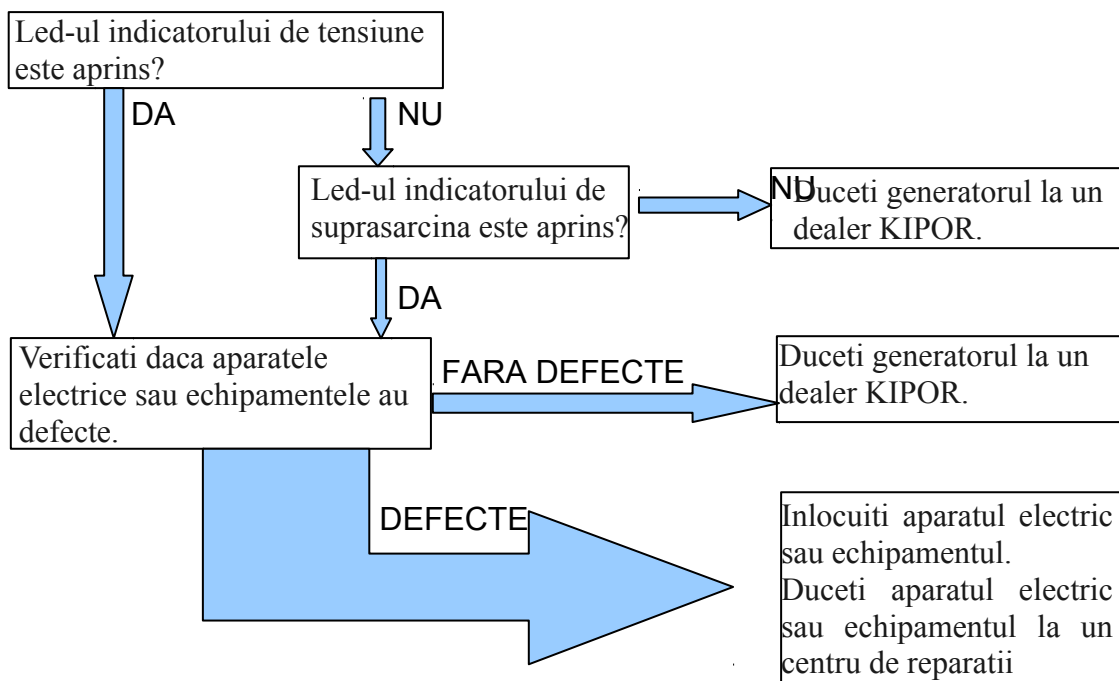 Led-ul indicatorului de tensiune
este aprins?
DA
NU
Led-ul indicatorului de
suprasarcina este aprins?
NU
Duceti generatorul la un
dealer KIPOR.
DA
Verificati daca aparatele
electrice sau echipamentele au
defecte.
FARA DEFECTE
Duceti generatorul la un
dealer KIPOR.
DEFECTE
Inlocuiti aparatul electric
sau echipamentul.
Duceti aparatul electric
sau echipamentul la un
centru de reparatii